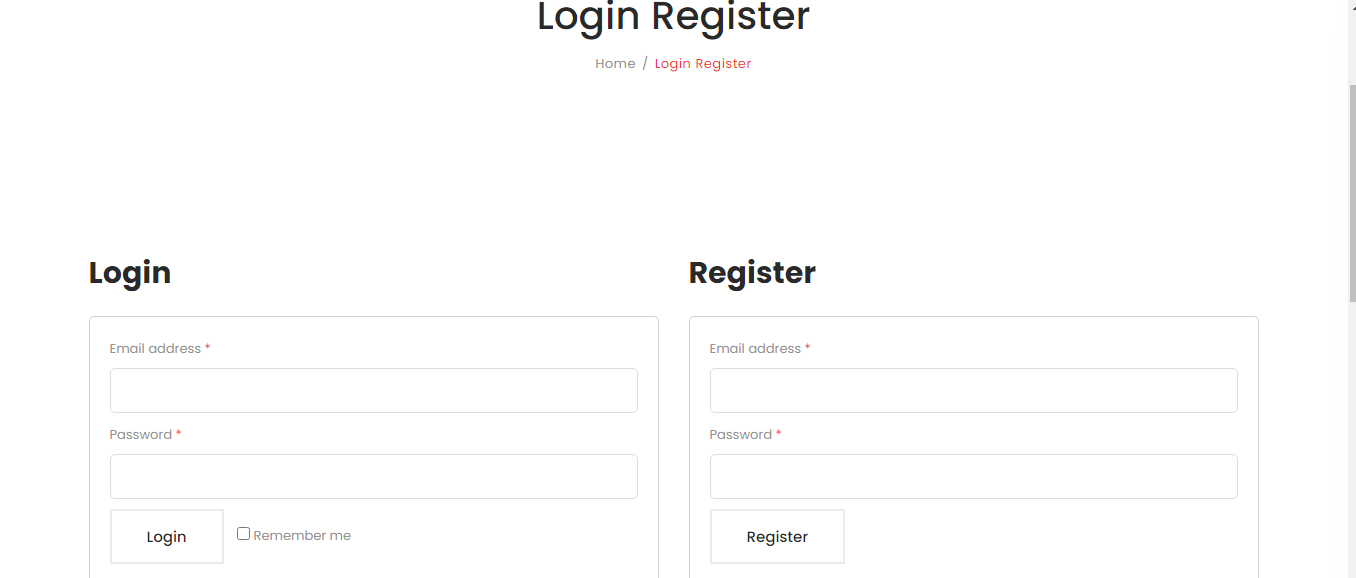 Login Register
Home / Login Register
Login
Email address *
Password *
Login
Remember me
Register
Email address *
Password *
Register